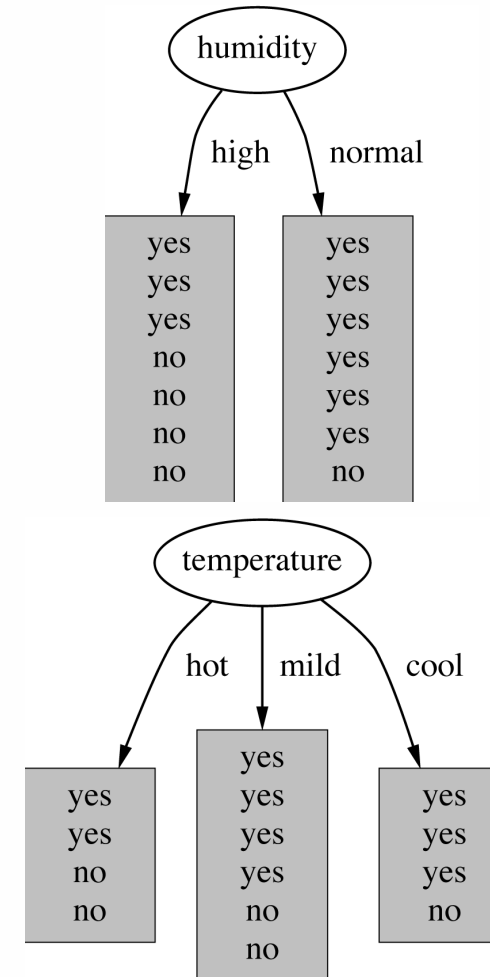 humidity
high normal
yes yes
yes yes
yes yes
no yes
no yes
no yes
no no
temperature
hot mild cool
yes
yes yes yes
yes yes yes
no yes yes
no no no
no